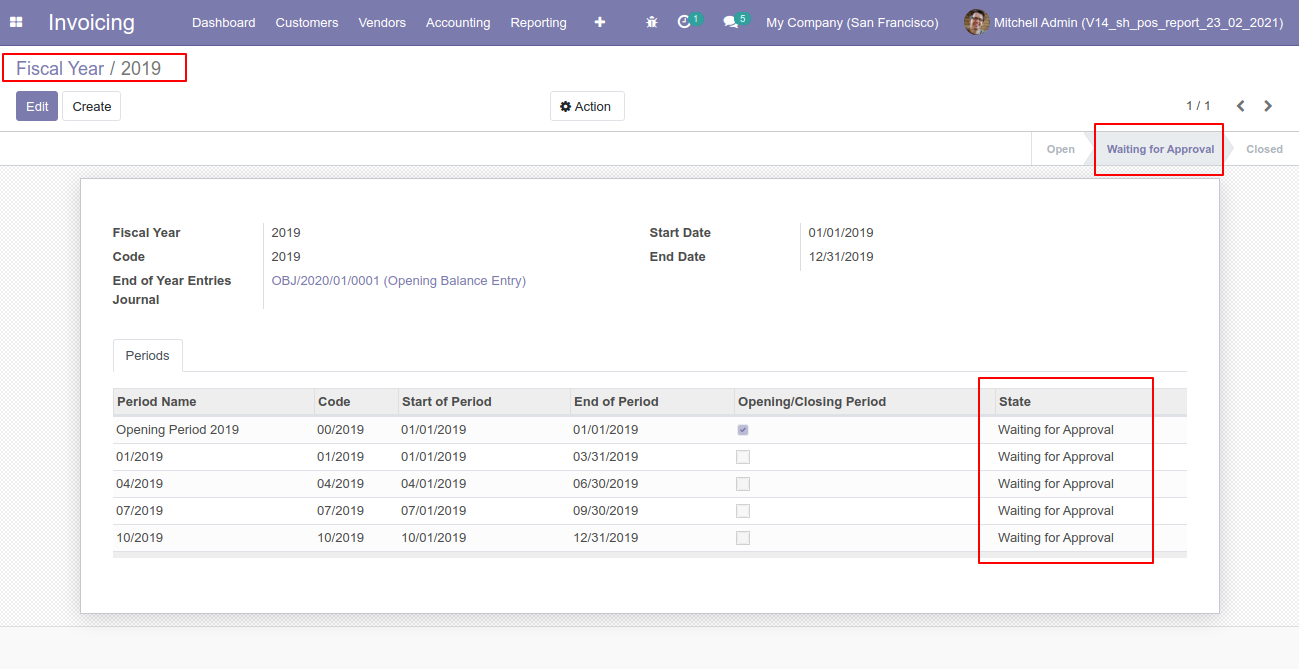 Invoicing Dashboard Customers Vendors Accounting Reporting 1 5 My Company (San Francisco) Mitchell Admin (V14_sh_pos_report_23_02_2021)
Fiscal Year / 2019
Edit Create Action 1 / 1
Open Waiting for Approval Closed
Fiscal Year 2019 Start Date 01/01/2019
Code 2019 End Date 12/31/2019
End of Year Entries OBJ/2020/01/0001 (Opening Balance Entry)
Journal
Periods
Period Name Code Start of Period End of Period Opening/Closing Period State
Opening Period 2019 00/2019 01/01/2019 01/01/2019 Waiting for Approval
01/2019 01/2019 01/01/2019 03/31/2019 Waiting for Approval
04/2019 04/2019 04/01/2019 06/30/2019 Waiting for Approval
07/2019 07/2019 07/01/2019 09/30/2019 Waiting for Approval
10/2019 10/2019 10/01/2019 12/31/2019 Waiting for Approval